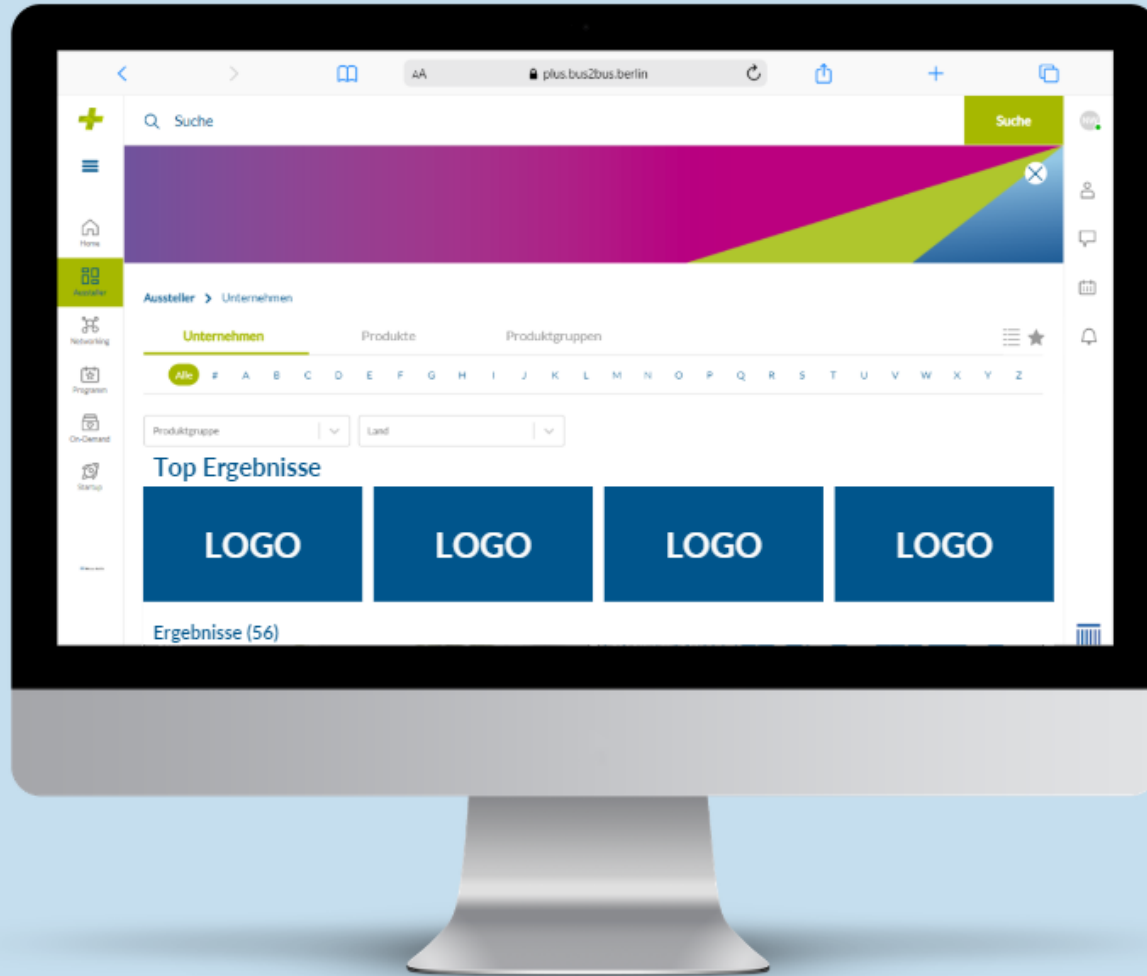 AA plus.bus2bus.berlin
Suche Suche
Home
Aussteller
Networking
Programm
On-Demand
Startup
Aussteller > Unternehmen
Unternehmen Produkte Produktgruppen
Alle # A B C D E F G H I J K L M N O P Q R S T U V W X Y Z
Produktgruppe Land
Top Ergebnisse
LOGO LOGO LOGO LOGO
Ergebnisse (56)